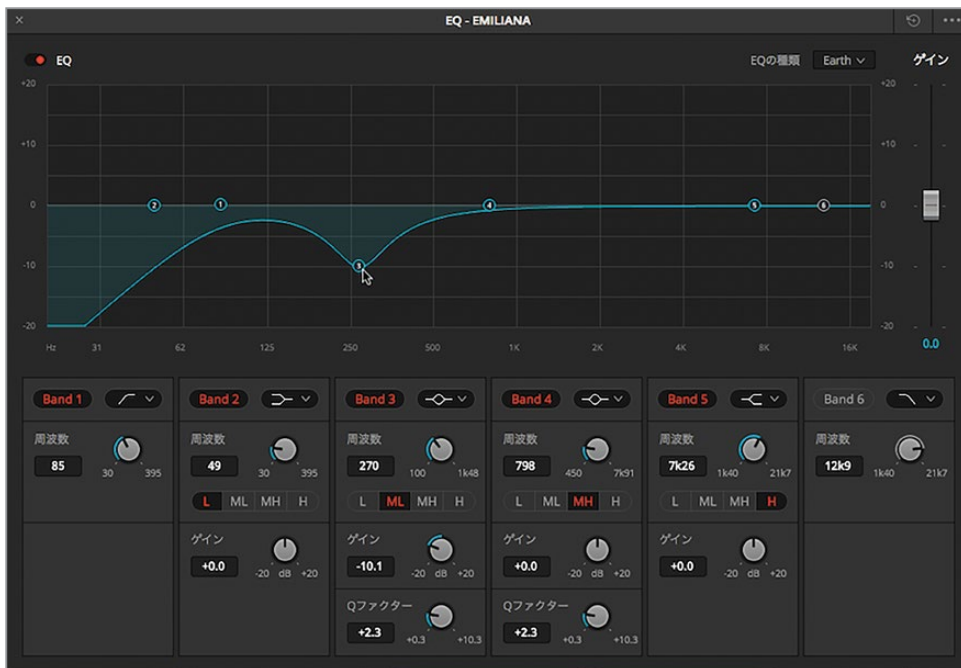 EQ - EMILIANA
EQ
EQの種類 Earth ゲイン
+20 +20
+10 +10
0 2 1 4 5 6 0
-10 3 -10
-20 -20
Hz 31 62 125 250 500 1K 2K 4K 8K 16K 0.0
Band 1 Band 2 Band 3 Band 4 Band 5 Band 6
周波数 周波数 周波数 周波数 周波数 周波数
85 30 395 49 30 395 270 100 1k48 798 450 7k91 7k26 1k40 21k7 12k9 1k40 21k7
L ML MH H L ML MH H L ML MH H L ML MH H
ゲイン ゲイン ゲイン ゲイン
+0.0 -20 dB +20 -10.1 -20 dB +20 +0.0 -20 dB +20 +0.0 -20 dB +20
Qファクター Qファクター
+2.3 +0.3 +10.3 +2.3 +0.3 +10.3